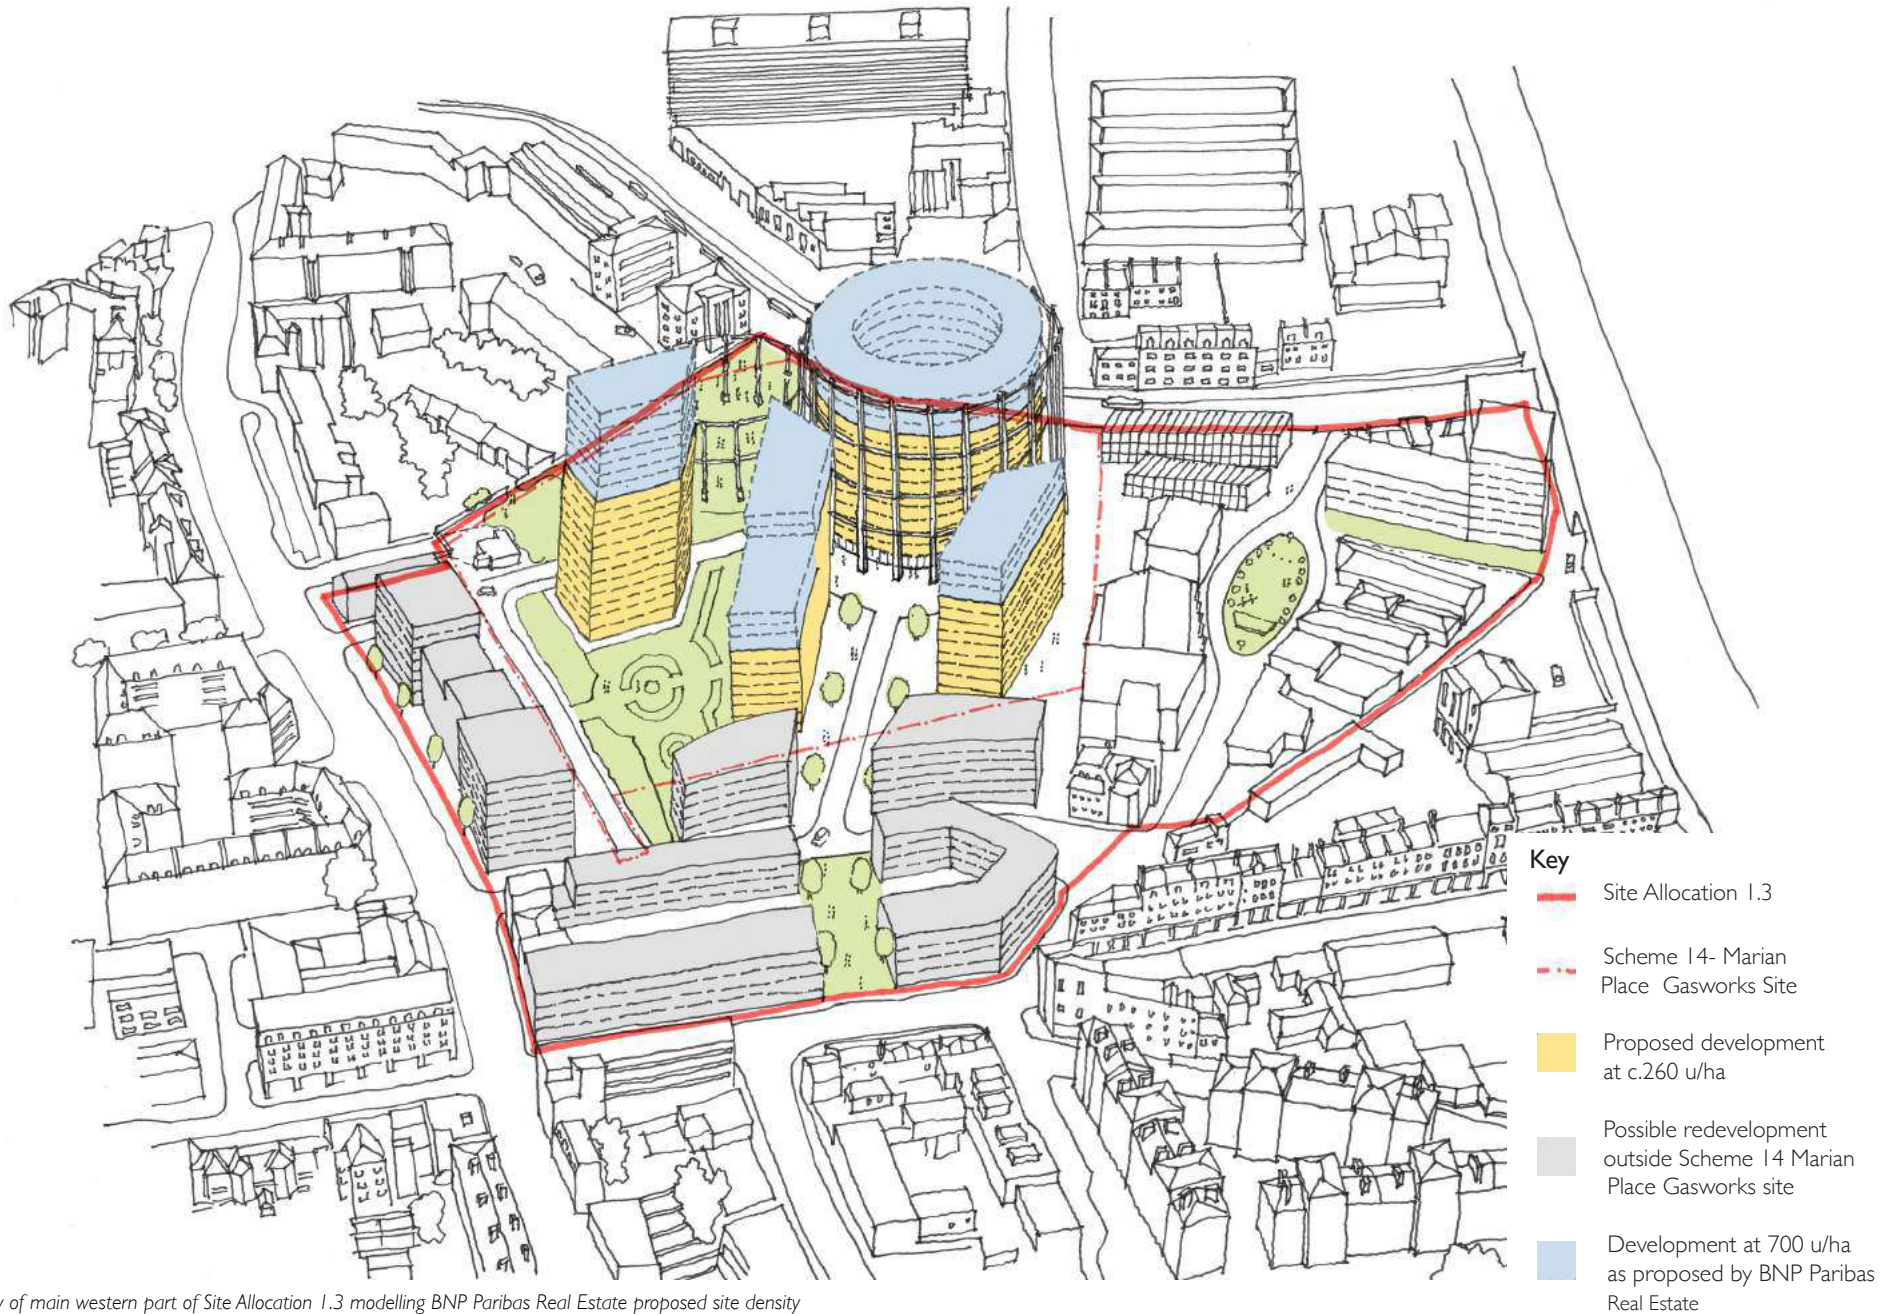 Key
Site Allocation 1.3
Scheme 14- Marian
Place Gasworks Site
Proposed development
at c.260 u/ha
Possible redevelopment
outside Scheme 14 Marian
Place Gasworks site
Development at 700 u/ha
as proposed by BNP Paribas
Real Estate
of main western part of Site Allocation 1.3 modelling BNP Paribas Real Estate proposed site density